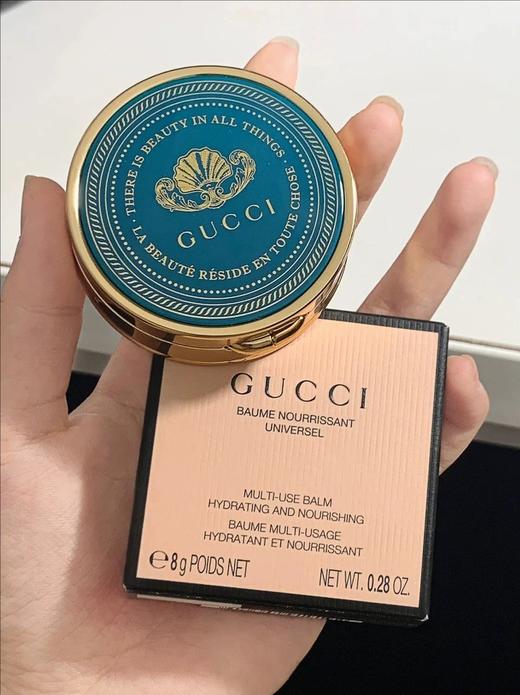 THERE IS BEAUTY IN ALL THINGS ·
GUCCI
LA BEAUTÉ RÉSIDE EN TOUTE CHOSE ·
GUCCI
BAUME NOURRISSANT
UNIVERSEL
MULTI-USE BALM
HYDRATING AND NOURISHING
BAUME MULTI-USAGE
HYDRATANT ET NOURRISSANT
℮ 8 g POIDS NET
NET WT. 0.28 OZ.